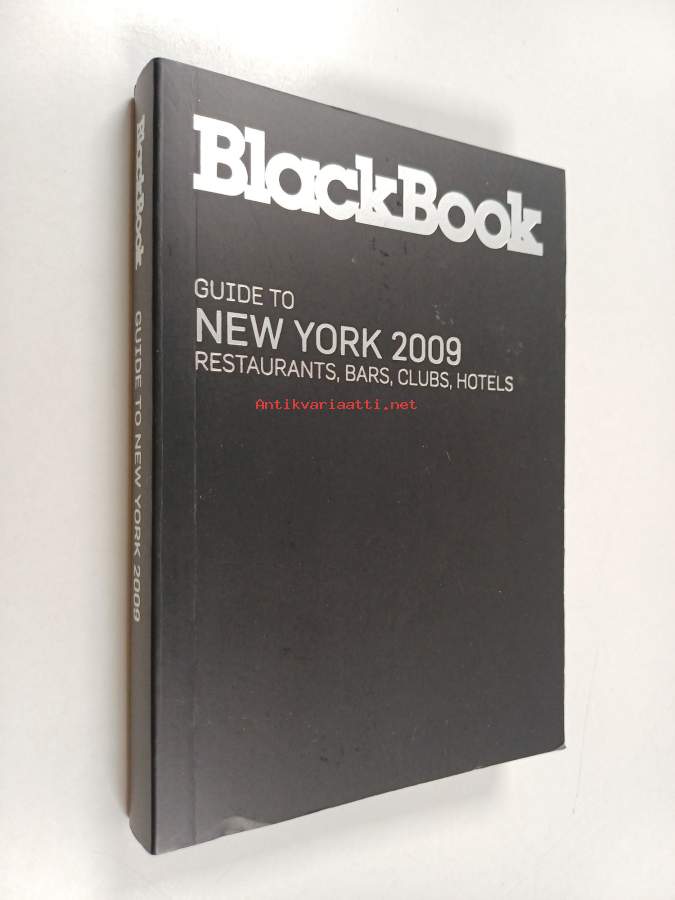 BlackBook
GUIDE TO
NEW YORK 2009
RESTAURANTS, BARS, CLUBS, HOTELS
Antikvariaatti.net
BlackBook GUIDE TO NEW YORK 2009